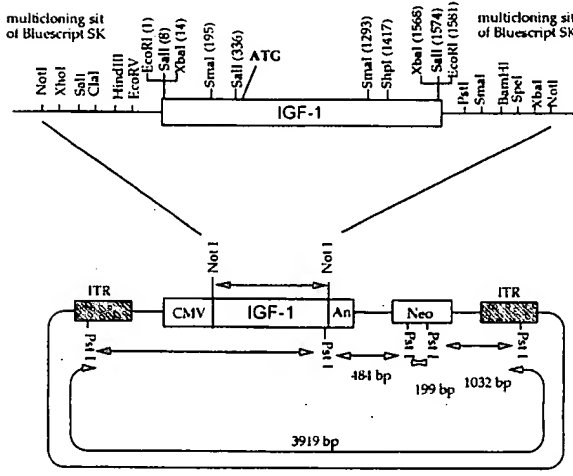 multicloning sit
of Bluescript SK
EcoRI (1)
Sall (8)
XbaI (14)
SmaI (195)
Sall (336)
ATG
SmaI (1293)
ShpI (1417)
XbaI (1568)
Sall (1574)
EcoRI (1581)
multicloning sit
of Bluescript SK
NotI
XhoI
SalI
ClaI
HindIII
EcoRV
IGF-1
PstI
SmaI
BamHI
SpeI
XbaI
NotI
Not I
Not I
ITR
CMV
IGF-1
An
Neo
ITR
Pst I
Pst I
Pst I
Pst I
Pst I
484 bp
199 bp
1032 bp
3919 bp